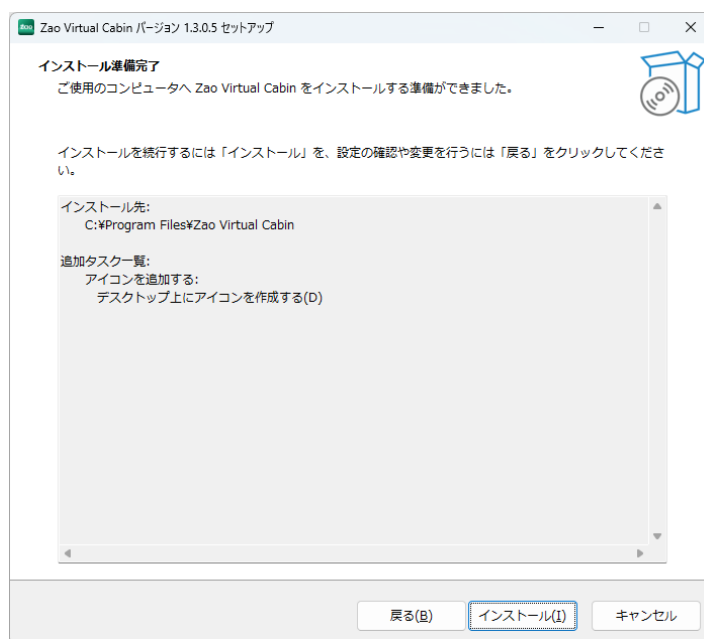 Zao Virtual Cabin バージョン 1.3.0.5 セットアップ
インストール準備完了
ご使用のコンピュータへ Zao Virtual Cabin をインストールする準備ができました。
インストールを続行するには「インストール」を、設定の確認や変更を行うには「戻る」をクリックしてくださ
い。
インストール先:
C:¥Program Files¥Zao Virtual Cabin
追加タスク一覧:
アイコンを追加する:
デスクトップ上にアイコンを作成する(D)
戻る(B) インストール(I) キャンセル